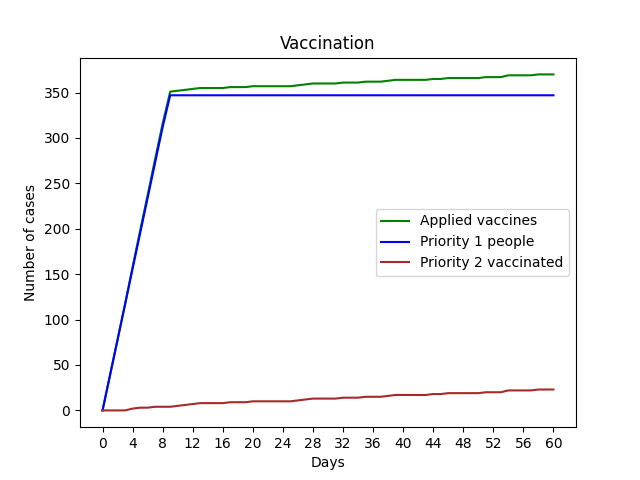 Vaccination
Number of cases
350
300
250
200
150
100
50
0
Applied vaccines
Priority 1 people
Priority 2 vaccinated
0 4 8 12 16 20 24 28 32 36 40 44 48 52 56 60
Days